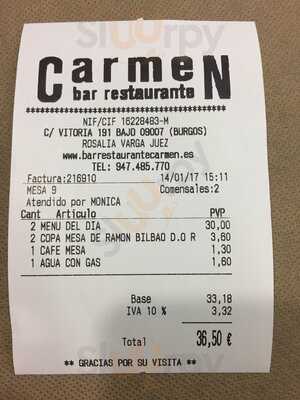 CarmeN
bar restaurante
NIF/CIF 16228483-M
C/ VITORIA 191 BAJO 09007 (BURGOS)
ROSALIA VARGA JUEZ
www.barrestaurantecarmen.es
TEL: 947.485.770
Factura:216910 14/01/17 15:11
MESA 9 Comensales:2
Atendido por MONICA
Cant Articulo PVP
2 MENU DEL DIA 30,00
2 COPA MESA DE RAMON BILBAO D.O R 3,60
1 CAFE MESA 1,30
1 AGUA CON GAS 1,60
Base 33,18
IVA 10 % 3,32
Total 36,50 €
** GRACIAS POR SU VISITA **